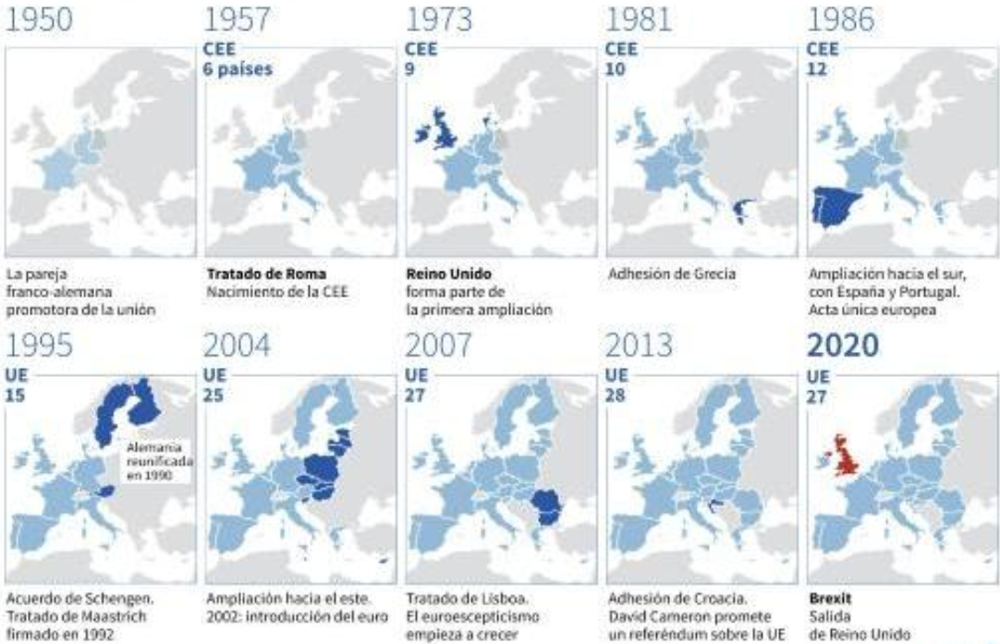 1950
1957
CEE
6 países
1973
CEE
9
1981
CEE
10
1986
CEE
12
La pareja
franco-alemana
promotora de la unión
Tratado de Roma
Nacimiento de la CEE
Reino Unido
forma parte de
la primera ampliación
Adhesión de Grecia
Ampliación hacia el sur,
con España y Portugal.
Acta única europea
1995
UE
15
Alemania
reunificada
en 1990
2004
UE
25
2007
UE
27
2013
UE
28
2020
UE
27
Acuerdo de Schengen.
Tratado de Maastrich
firmado en 1992
Ampliación hacia el este.
2002: introducción del euro
Tratado de Lisboa.
El euroescepticismo
empieza a crecer
Adhesión de Croacia.
David Cameron promete
un referéndum sobre la UE
Brexit
Salida
de Reino Unido